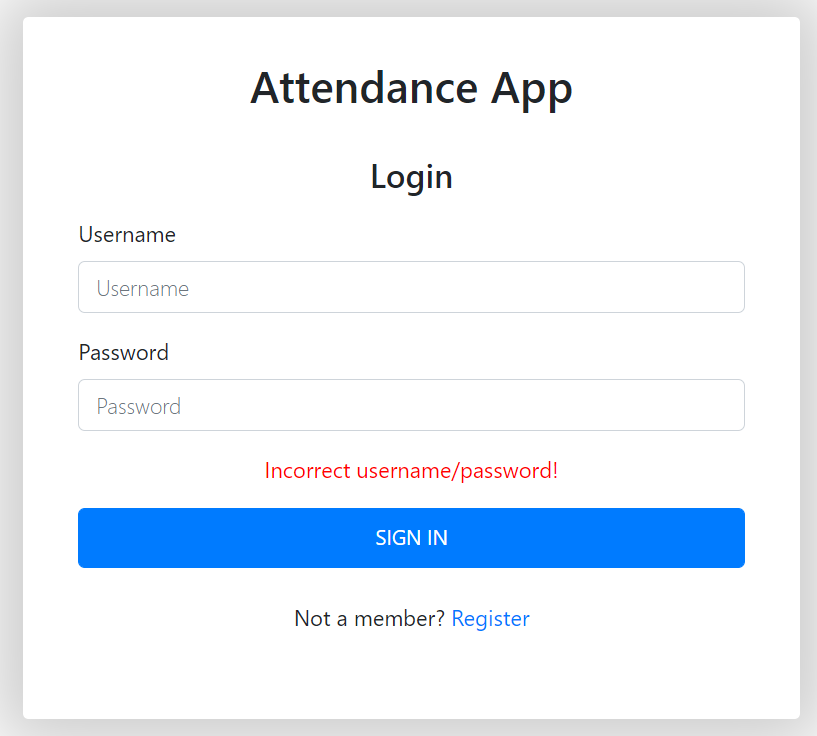 Attendance App
Login
Username
Username
Password
Password
Incorrect username/password!
SIGN IN
Not a member? Register